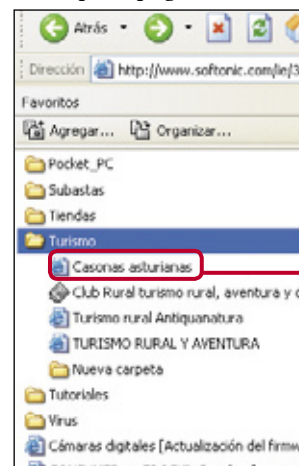 Atrás
Dirección http://www.softonic.com/ie/3
Favoritos
Agregar... Organizar...
Pocket_PC
Subastas
Tiendas
Turismo
Casonas asturianas
Club Rural turismo rural, aventura y
Turismo rural Antiquanatura
TURISMO RURAL Y AVENTURA
Nueva carpeta
Tutoriales
Virus
Cámaras digitales [Actualización del firmw